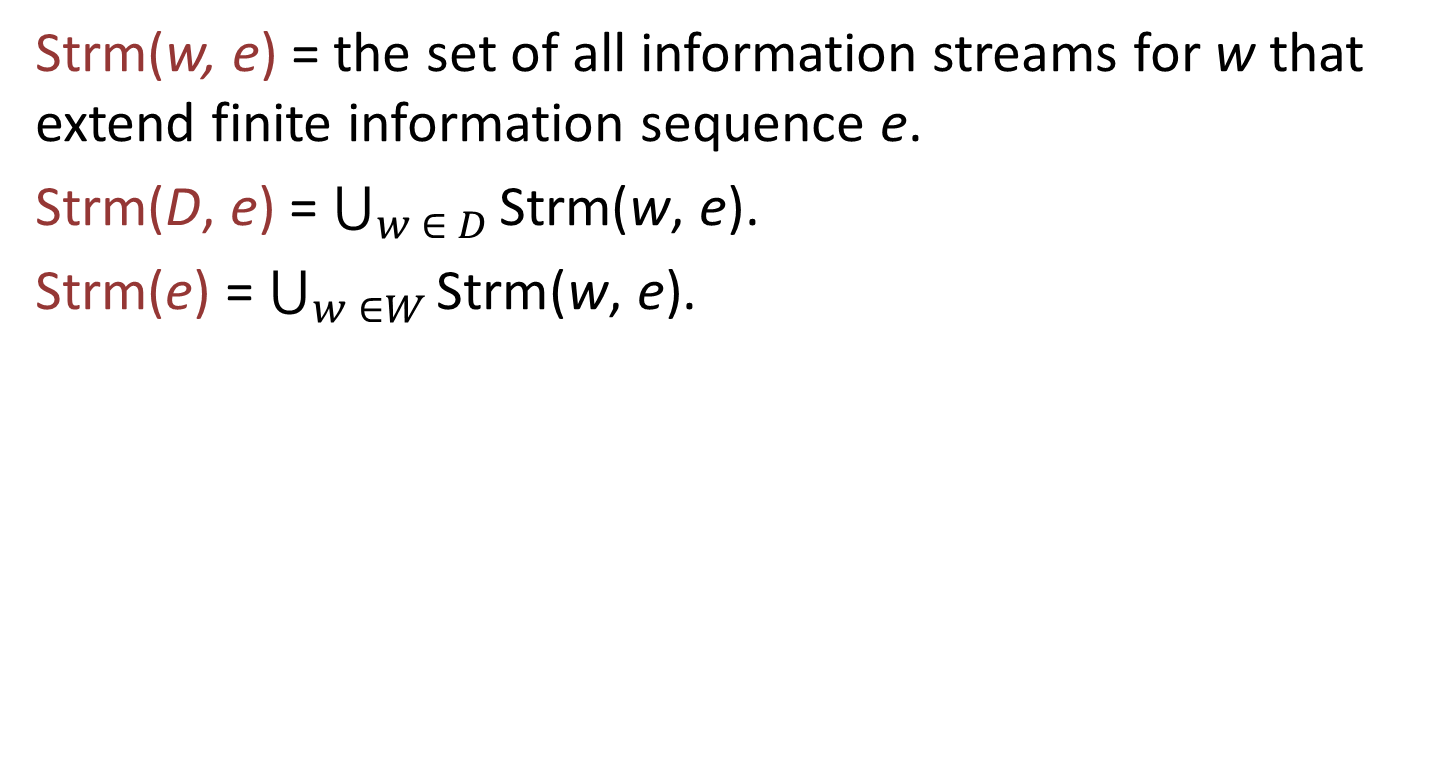 Strm(w, e) = the set of all information streams for w that
extend finite information sequence e.
Strm(D, e) = ⋃w ∈ D Strm(w, e).
Strm(e) = ⋃w ∈W Strm(w, e).